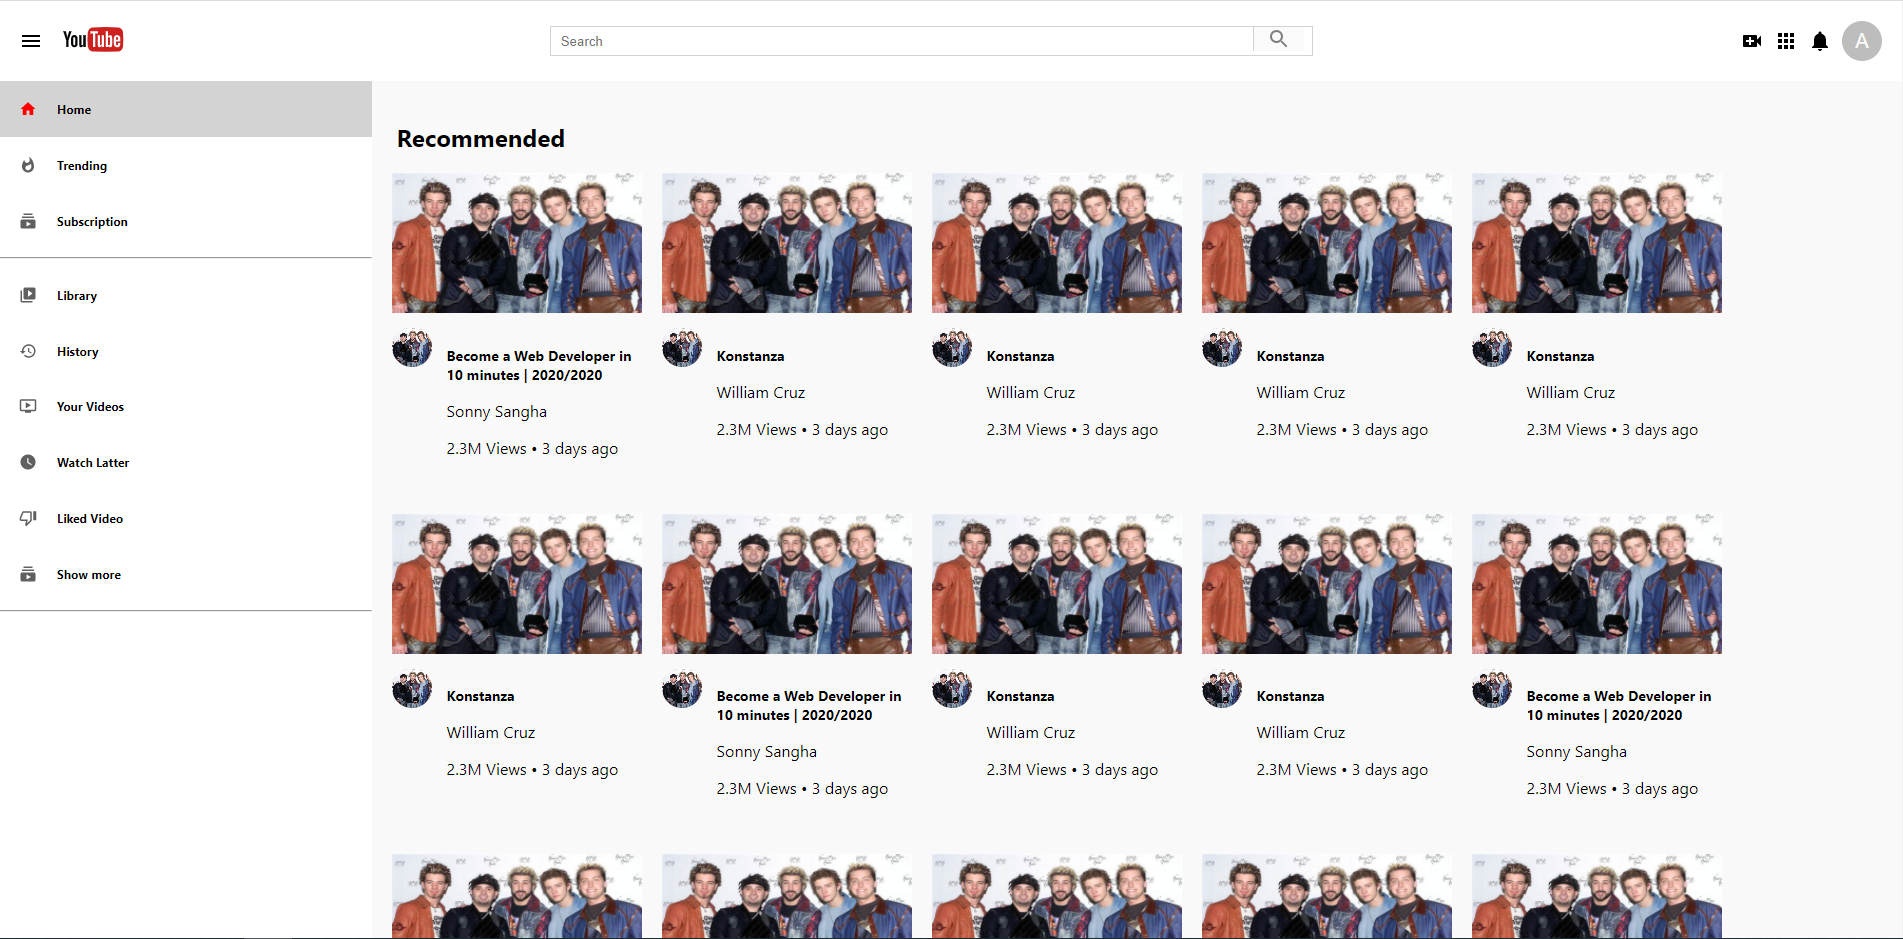 YouTube
Search
A
Home
Trending
Subscription
Library
History
Your Videos
Watch Latter
Liked Video
Show more
Recommended
Become a Web Developer in
10 minutes | 2020/2020
Sonny Sangha
2.3M Views • 3 days ago
Konstanza
William Cruz
2.3M Views • 3 days ago
Konstanza
William Cruz
2.3M Views • 3 days ago
Konstanza
William Cruz
2.3M Views • 3 days ago
Konstanza
William Cruz
2.3M Views • 3 days ago
Konstanza
William Cruz
2.3M Views • 3 days ago
Become a Web Developer in
10 minutes | 2020/2020
Sonny Sangha
2.3M Views • 3 days ago
Konstanza
William Cruz
2.3M Views • 3 days ago
Konstanza
William Cruz
2.3M Views • 3 days ago
Become a Web Developer in
10 minutes | 2020/2020
Sonny Sangha
2.3M Views • 3 days ago